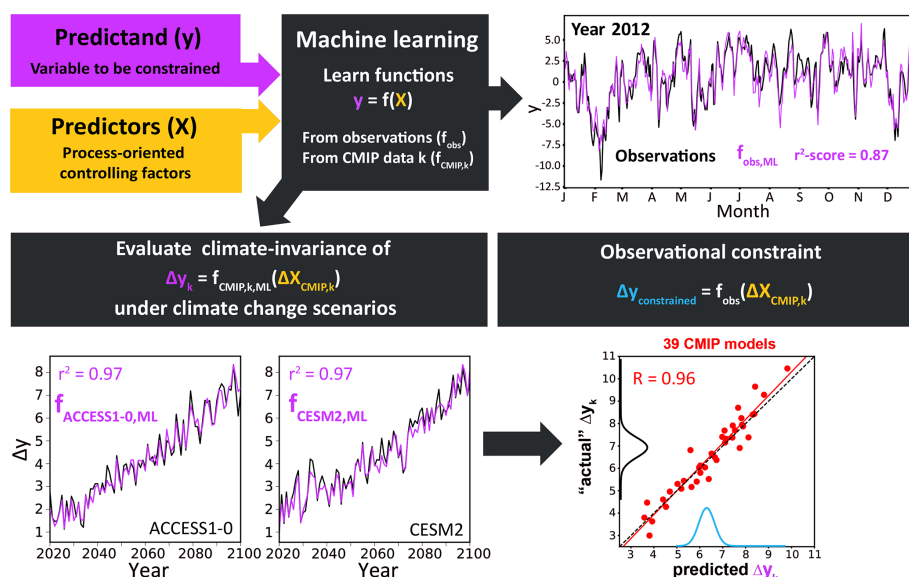 Predictand (y)
Variable to be constrained
Predictors (X)
Process-oriented
controlling factors
Machine learning
Learn functions
y = f(X)
From observations (fobs)
From CMIP data k (fCMIP,k)
Year 2012
y
5.0
2.5
0.0
-2.5
-5.0
-7.5
-10.0
-12.5
Observations fobs,ML r²-score = 0.87
J F M A M J J A S O N D
Month
Evaluate climate-invariance of
Δyk = fCMIP,k,ML(ΔXCMIP,k)
under climate change scenarios
Observational constraint
Δyconstrained = fobs(ΔXCMIP,k)
Δy
8
7
6
5
4
3
2
1
r² = 0.97
fACCESS1-0,ML
ACCESS1-0
2020 2040 2060 2080 2100
Year
8
7
6
5
4
3
2
1
r² = 0.97
fCESM2,ML
CESM2
2020 2040 2060 2080 2100
Year
39 CMIP models
"actual" Δyk
11
10
9
8
7
6
5
4
3
R = 0.96
3 4 5 6 7 8 9 10 11
predicted Δyk